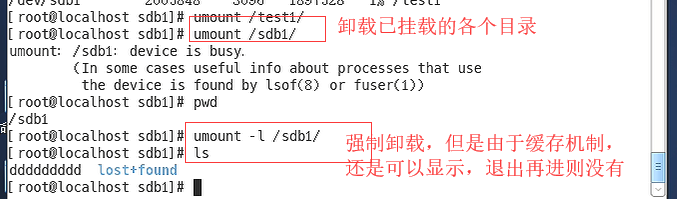 /dev/sdb1 2063848 3096 1891328 1% /test1
[root@localhost sdb1]# umount /test1/
[root@localhost sdb1]# umount /sdb1/
卸载已挂载的各个目录
umount: /sdb1: device is busy.
(In some cases useful info about processes that use
the device is found by lsof(8) or fuser(1))
[root@localhost sdb1]# pwd
/sdb1
[root@localhost sdb1]# umount -l /sdb1/
[root@localhost sdb1]# ls
强制卸载，但是由于缓存机制，
还是可以显示，退出再进则没有
ddddddddd lost+found
[root@localhost sdb1]#